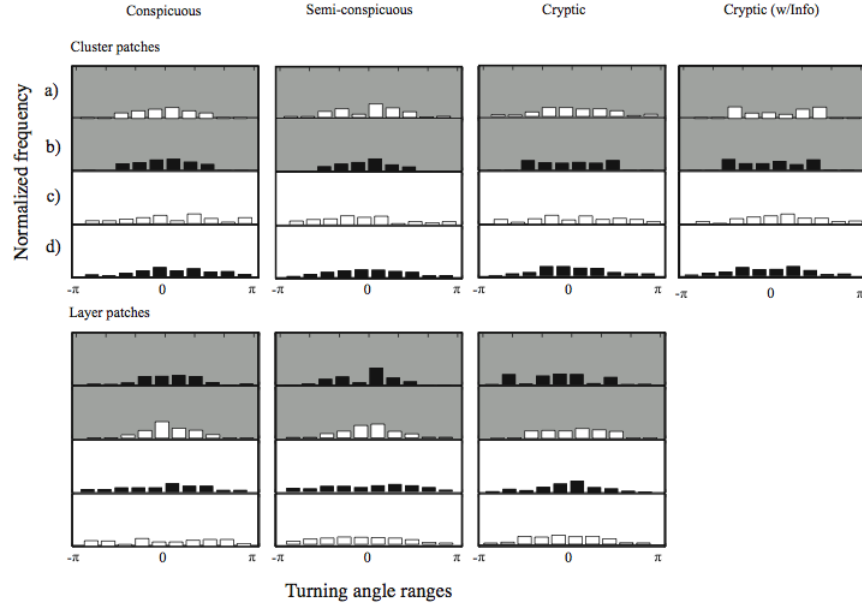 Conspicuous Semi-conspicuous Cryptic Cryptic (w/Info)
Cluster patches
a)
b)
c)
d)
Normalized frequency
-π 0 π -π 0 π -π 0 π -π 0 π
Layer patches
-π 0 π -π 0 π -π 0 π
Turning angle ranges